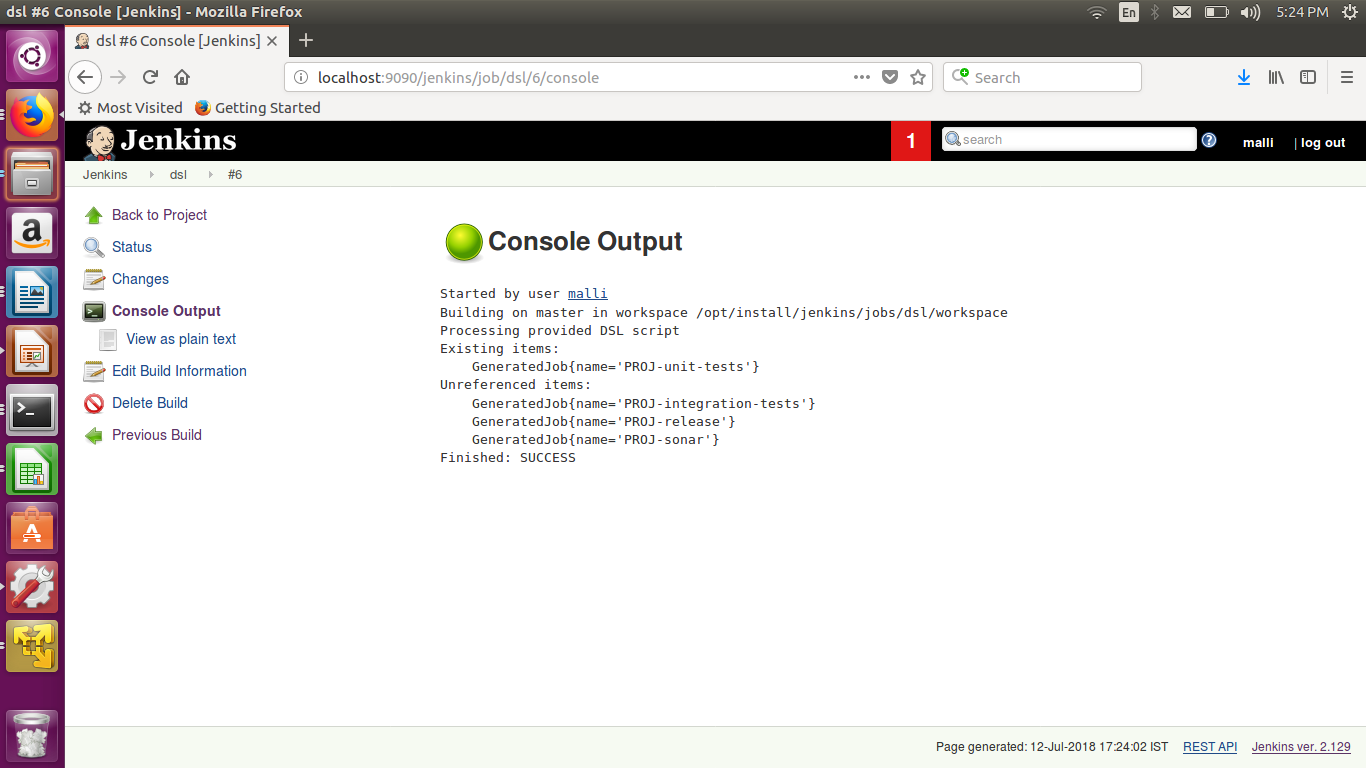 dsl #6 Console [Jenkins] - Mozilla Firefox
En
5:24 PM
dsl #6 Console [Jenkins]
localhost:9090/jenkins/job/dsl/6/console
Search
Most Visited
Getting Started
Jenkins
1
search
malli
| log out
Jenkins
dsl
#6
Back to Project
Status
Changes
Console Output
View as plain text
Edit Build Information
Delete Build
Previous Build
Console Output
Started by user malli
Building on master in workspace /opt/install/jenkins/jobs/dsl/workspace
Processing provided DSL script
Existing items:
    GeneratedJob{name='PROJ-unit-tests'}
Unreferenced items:
    GeneratedJob{name='PROJ-integration-tests'}
    GeneratedJob{name='PROJ-release'}
    GeneratedJob{name='PROJ-sonar'}
Finished: SUCCESS
Page generated: 12-Jul-2018 17:24:02 IST
REST API
Jenkins ver. 2.129